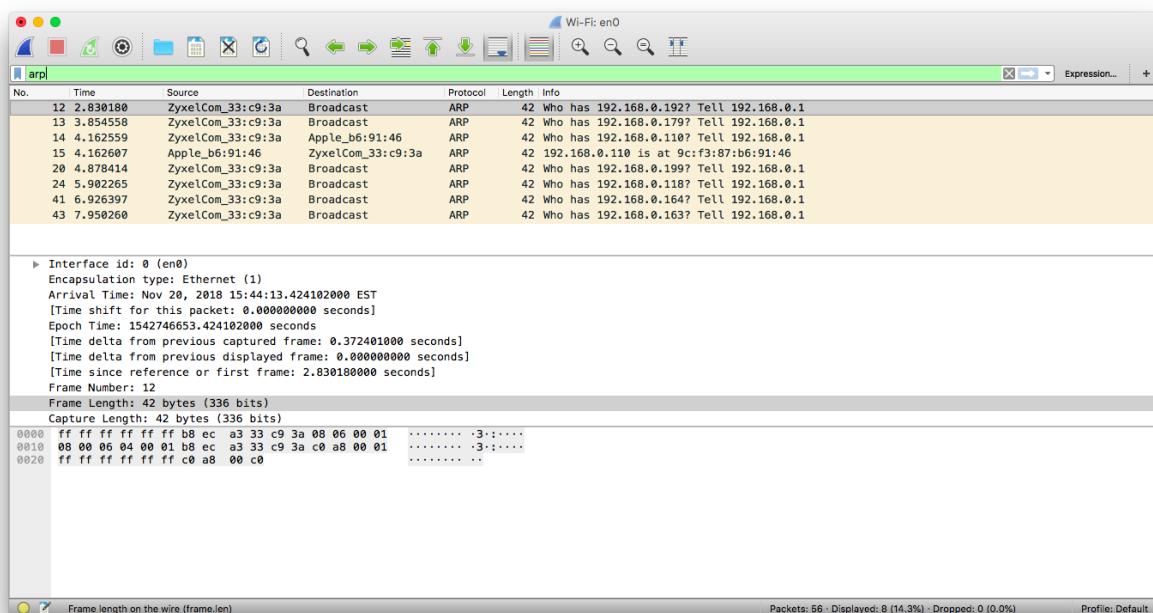 Wi-Fi: en0
arp
Expression... +
No. Time Source Destination Protocol Length Info
12 2.830180 ZyxelCom_33:c9:3a Broadcast ARP 42 Who has 192.168.0.192? Tell 192.168.0.1
13 3.854558 ZyxelCom_33:c9:3a Broadcast ARP 42 Who has 192.168.0.179? Tell 192.168.0.1
14 4.162559 ZyxelCom_33:c9:3a Apple_b6:91:46 ARP 42 Who has 192.168.0.110? Tell 192.168.0.1
15 4.162607 Apple_b6:91:46 ZyxelCom_33:c9:3a ARP 42 192.168.0.110 is at 9c:f3:87:b6:91:46
20 4.878414 ZyxelCom_33:c9:3a Broadcast ARP 42 Who has 192.168.0.199? Tell 192.168.0.1
24 5.902265 ZyxelCom_33:c9:3a Broadcast ARP 42 Who has 192.168.0.118? Tell 192.168.0.1
41 6.926397 ZyxelCom_33:c9:3a Broadcast ARP 42 Who has 192.168.0.164? Tell 192.168.0.1
43 7.950260 ZyxelCom_33:c9:3a Broadcast ARP 42 Who has 192.168.0.163? Tell 192.168.0.1
Interface id: 0 (en0)
Encapsulation type: Ethernet (1)
Arrival Time: Nov 20, 2018 15:44:13.424102000 EST
[Time shift for this packet: 0.000000000 seconds]
Epoch Time: 1542746653.424102000 seconds
[Time delta from previous captured frame: 0.372401000 seconds]
[Time delta from previous displayed frame: 0.000000000 seconds]
[Time since reference or first frame: 2.830180000 seconds]
Frame Number: 12
Frame Length: 42 bytes (336 bits)
Capture Length: 42 bytes (336 bits)
0000 ff ff ff ff ff ff b8 ec a3 33 c9 3a 08 06 00 01 ········ ·3·:····
0010 08 00 06 04 00 01 b8 ec a3 33 c9 3a c0 a8 00 01 ········ ·3·:····
0020 ff ff ff ff ff ff c0 a8 00 c0 ········ ··
Frame length on the wire (frame.len)
Packets: 56 · Displayed: 8 (14.3%) · Dropped: 0 (0.0%)
Profile: Default